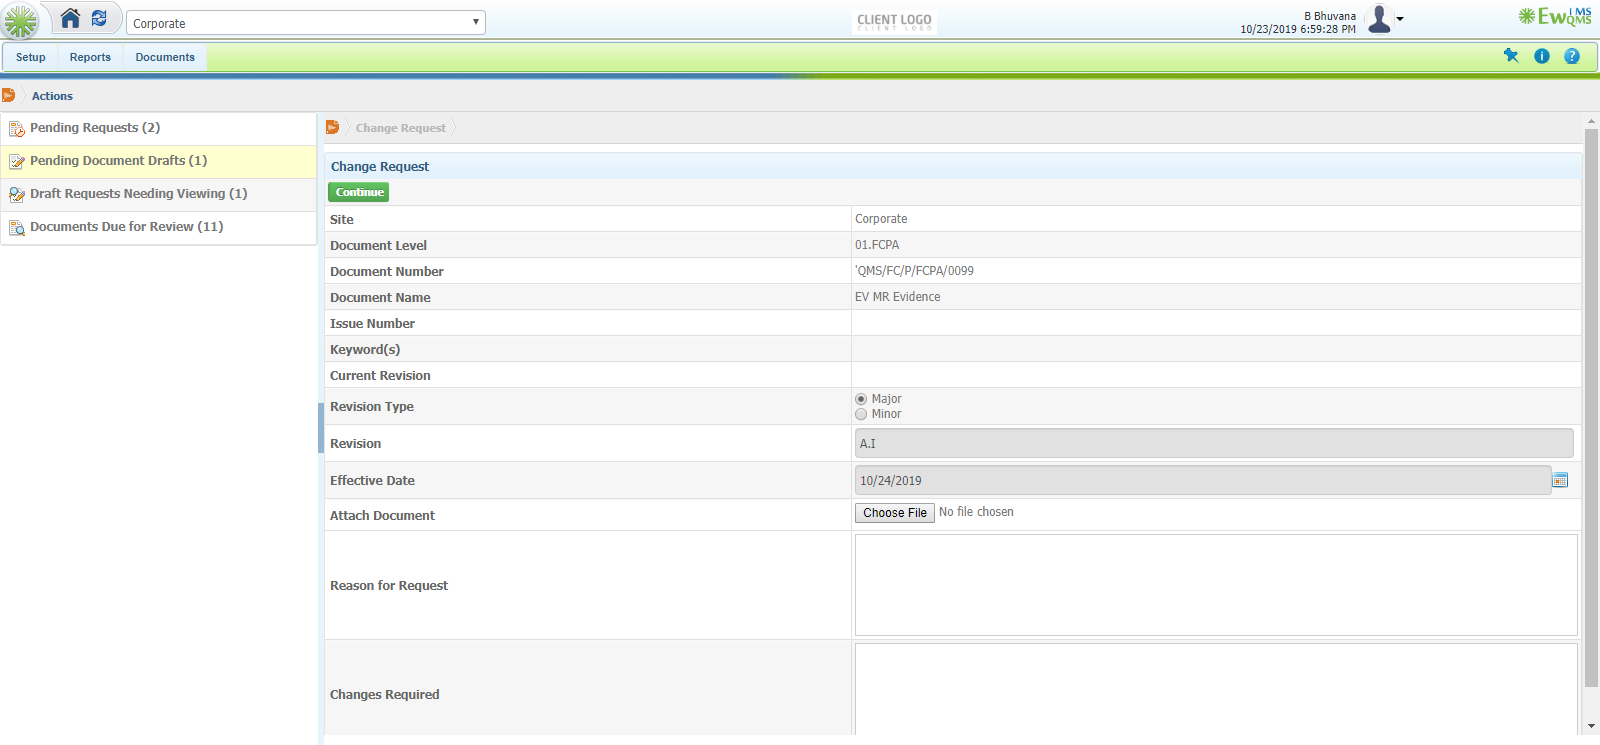 Corporate
CLIENT LOGO
CLIENT LOGO
B Bhuvana
10/23/2019 6:59:28 PM
EwQMS IMS
Setup Reports Documents
Actions
Pending Requests (2)
Pending Document Drafts (1)
Draft Requests Needing Viewing (1)
Documents Due for Review (11)
Change Request
Change Request
Continue
Site Corporate
Document Level 01.FCPA
Document Number 'QMS/FC/P/FCPA/0099
Document Name EV MR Evidence
Issue Number
Keyword(s)
Current Revision
Revision Type Major
Minor
Revision A.I
Effective Date 10/24/2019
Attach Document Choose File No file chosen
Reason for Request
Changes Required